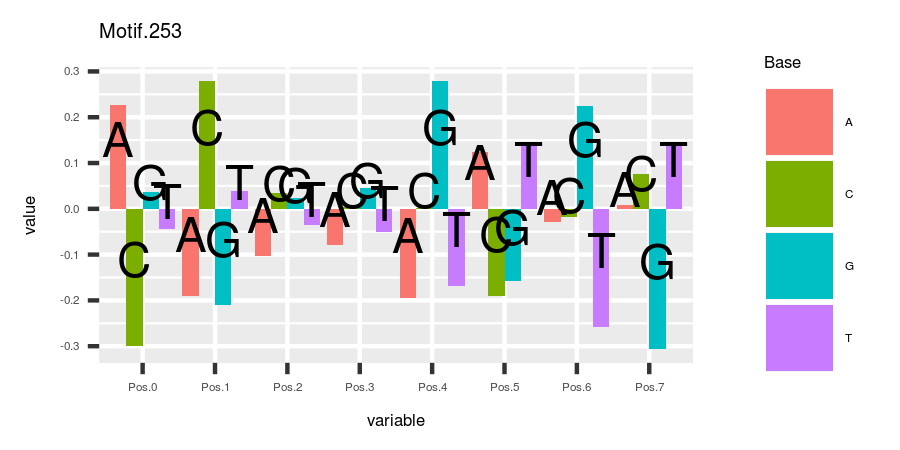 Motif.253
Base
A
C
G
T
value
0.3
0.2
0.1
0.0
-0.1
-0.2
-0.3
A C G T A C G T A C G T A C G T A C G T A C G T A C G T A C G T
Pos.0 Pos.1 Pos.2 Pos.3 Pos.4 Pos.5 Pos.6 Pos.7
variable